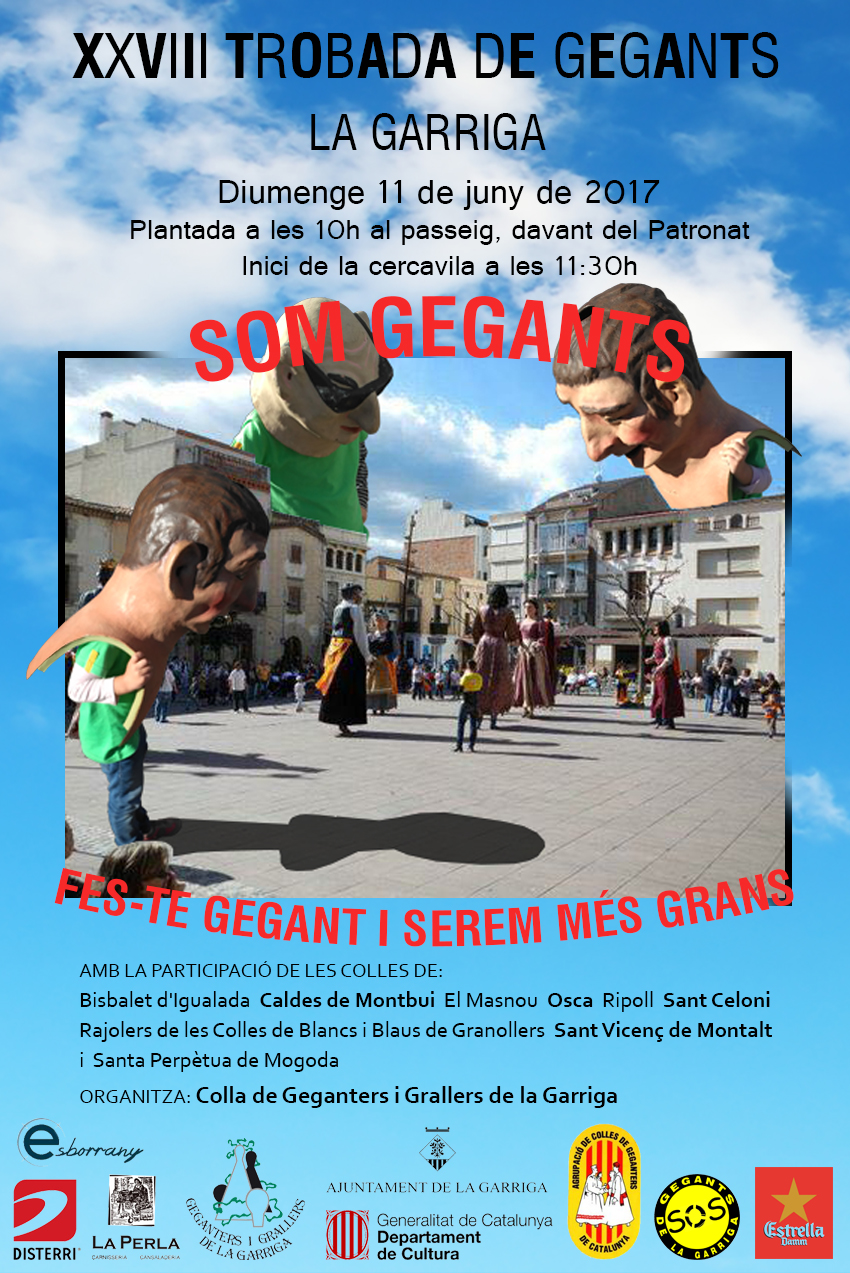 XXVIII TROBADA DE GEGANTS
LA GARRIGA
Diumenge 11 de juny de 2017
Plantada a les 10h al passeig, davant del Patronat
Inici de la cercavila a les 11:30h
SOM GEGANTS
FES-TE GEGANT I SEREM MÉS GRANS
AMB LA PARTICIPACIÓ DE LES COLLES DE:
Bisbalet d'Igualada Caldes de Montbui El Masnou Osca Ripoll Sant Celoni
Rajolers de les Colles de Blancs i Blaus de Granollers Sant Vicenç de Montalt
i Santa Perpètua de Mogoda
ORGANITZA: Colla de Geganters i Grallers de la Garriga
esborrany
DISTERRI
LA PERLA
CARNISSERIA CANSALADERIA
GEGANTERS I GRALLERS
DE LA GARRIGA
AJUNTAMENT DE LA GARRIGA
Generalitat de Catalunya
Departament
de Cultura
AGRUPACIÓ DE COLLES DE GEGANTERS
DE CATALUNYA
GEGANTS
SOS
DE LA GARRIGA
Estrella
Damm